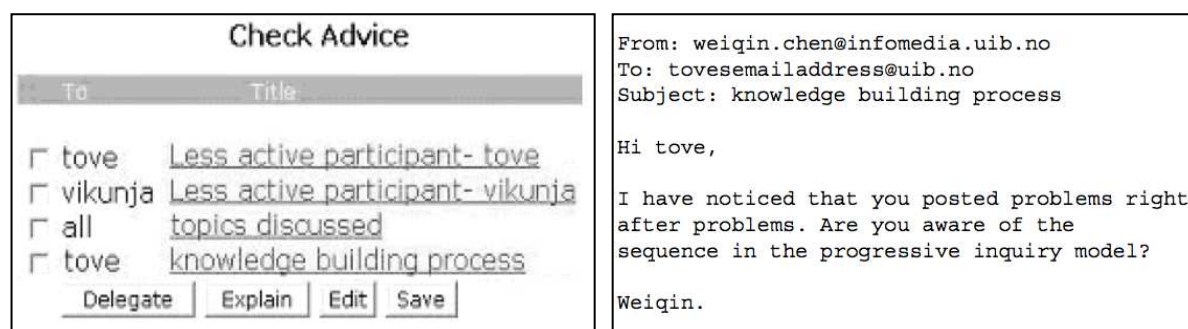 Check Advice
To Title
tove Less active participant- tove
vikunja Less active participant- vikunja
all topics discussed
tove knowledge building process
Delegate Explain Edit Save
From: weiqin.chen@infomedia.uib.no
To: tovesemailaddress@uib.no
Subject: knowledge building process
Hi tove,
I have noticed that you posted problems right
after problems. Are you aware of the
sequence in the progressive inquiry model?
Weiqin.